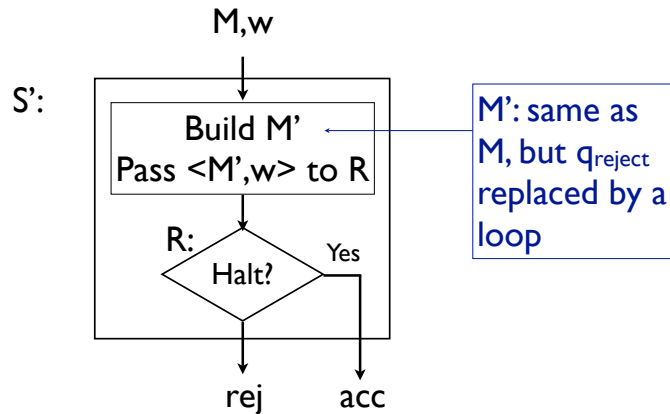 M,w
S':
Build M'
Pass <M',w> to R
M': same as
M, but qreject
replaced by a
loop
R:
Halt?
Yes
rej
acc